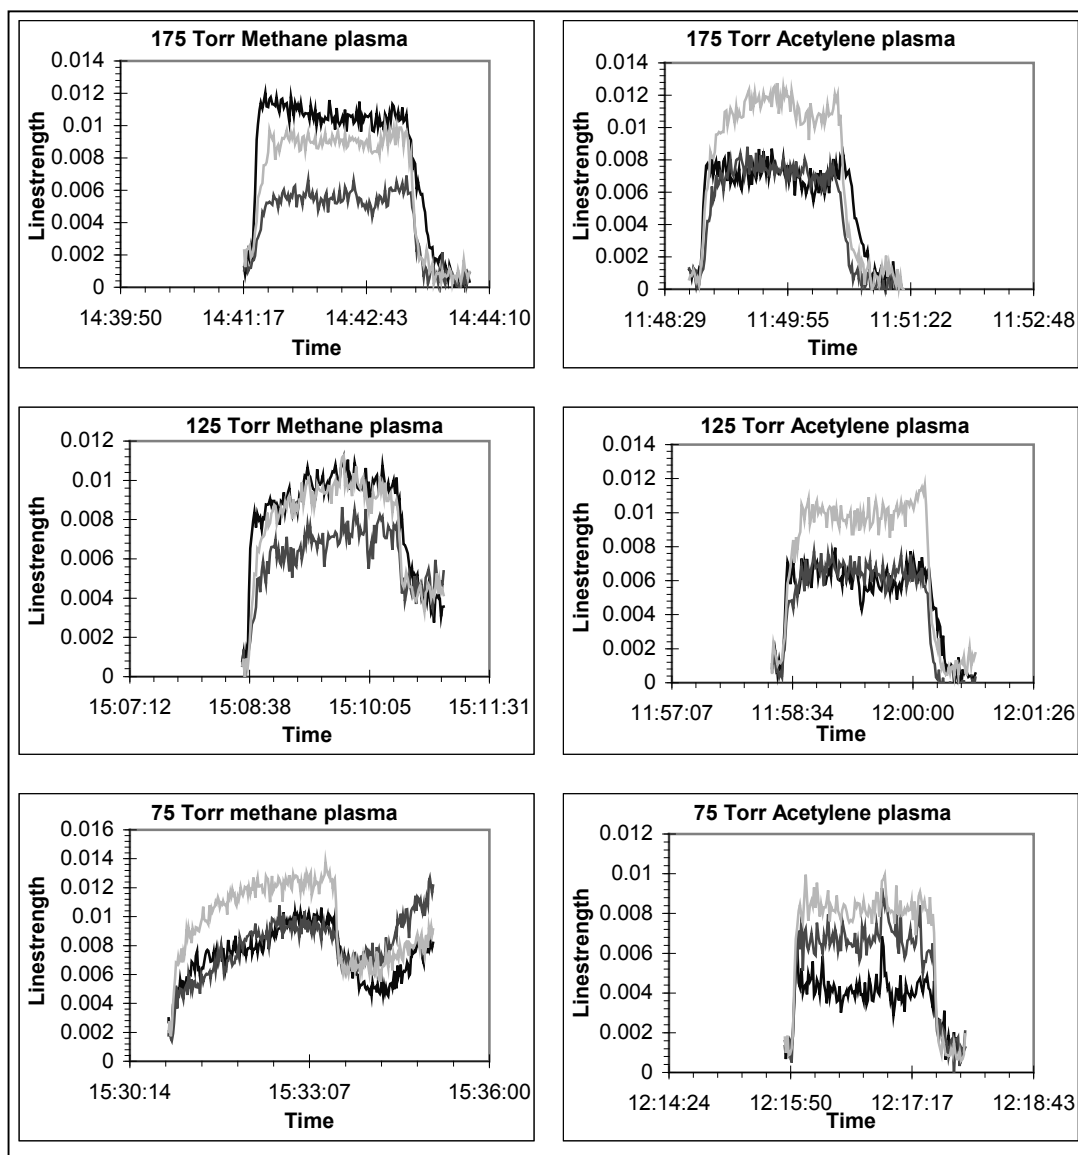 175 Torr Methane plasma
0.014
0.012
0.01
0.008
0.006
0.004
0.002
0
Linestrength
14:39:50 14:41:17 14:42:43 14:44:10
Time
175 Torr Acetylene plasma
0.014
0.012
0.01
0.008
0.006
0.004
0.002
0
Linestrength
11:48:29 11:49:55 11:51:22 11:52:48
Time
125 Torr Methane plasma
0.012
0.01
0.008
0.006
0.004
0.002
0
Linestrength
15:07:12 15:08:38 15:10:05 15:11:31
Time
125 Torr Acetylene plasma
0.014
0.012
0.01
0.008
0.006
0.004
0.002
0
Linestrength
11:57:07 11:58:34 12:00:00 12:01:26
Time
75 Torr methane plasma
0.016
0.014
0.012
0.01
0.008
0.006
0.004
0.002
0
Linestrength
15:30:14 15:33:07 15:36:00
Time
75 Torr Acetylene plasma
0.012
0.01
0.008
0.006
0.004
0.002
0
Linestrength
12:14:24 12:15:50 12:17:17 12:18:43
Time